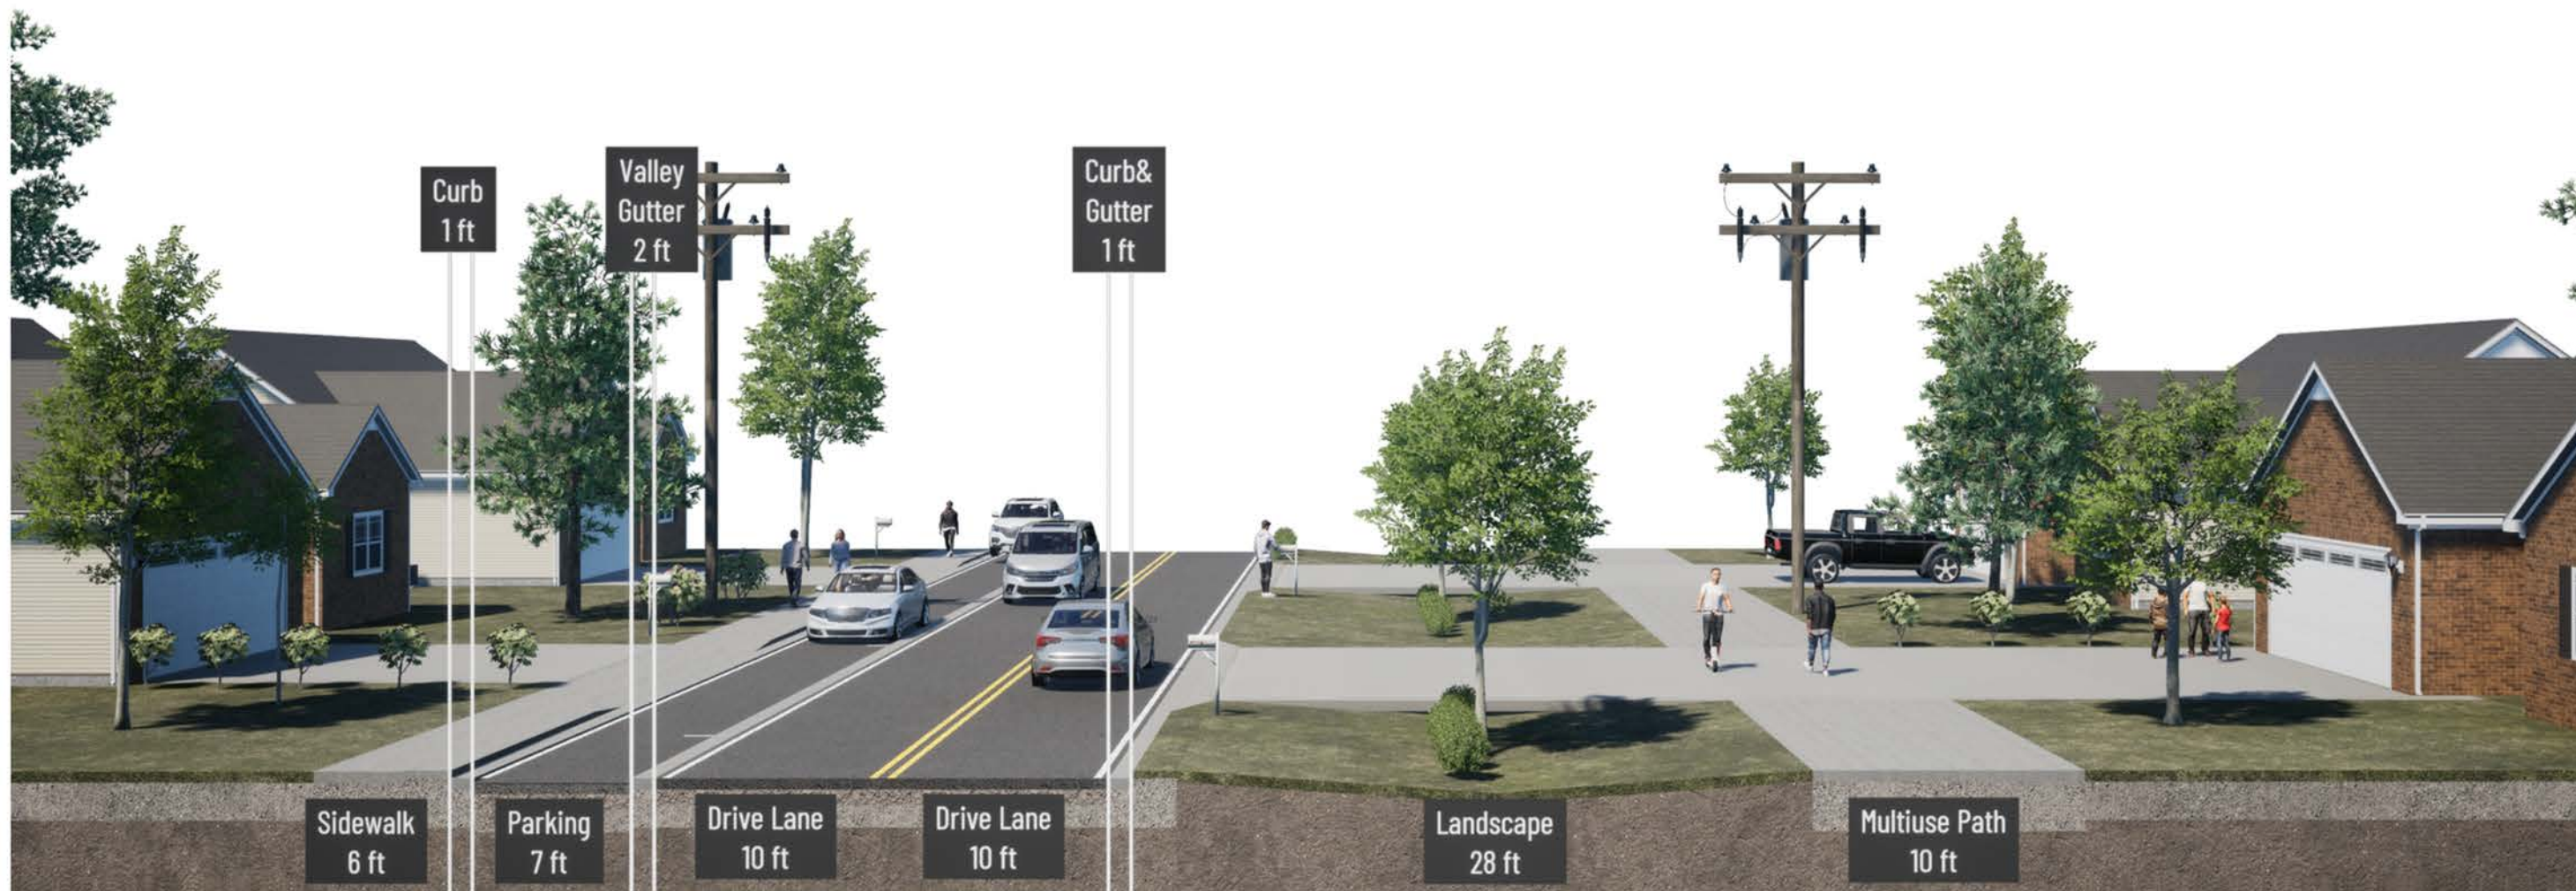 Curb
1 ft
Valley
Gutter
2 ft
Curb&
Gutter
1 ft
Sidewalk
6 ft
Parking
7 ft
Drive Lane
10 ft
Drive Lane
10 ft
Landscape
28 ft
Multiuse Path
10 ft